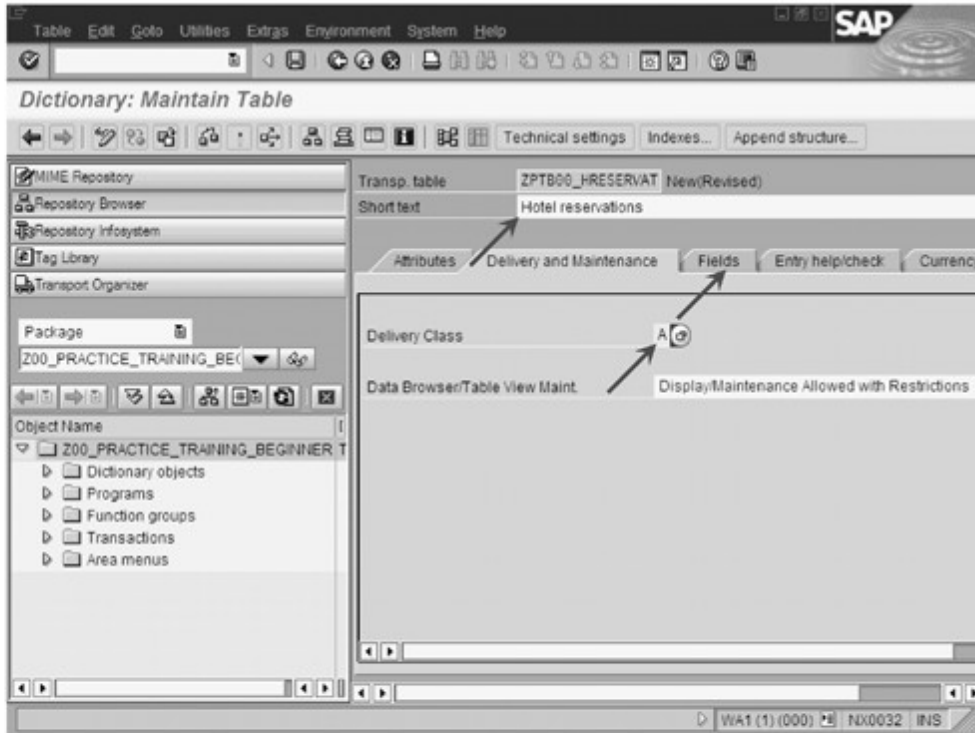 Table Edit Goto Utilities Extras Environment System Help
SAP
Dictionary: Maintain Table
Technical settings Indexes... Append structure...
MIME Repository
Repository Browser
Repository Infosystem
Tag Library
Transport Organizer
Package
Z00_PRACTICE_TRAINING_BE(
Object Name
Z00_PRACTICE_TRAINING_BEGINNER T
Dictionary objects
Programs
Function groups
Transactions
Area menus
Transp. table ZPTB00_HRESERVAT New(Revised)
Short text Hotel reservations
Attributes Delivery and Maintenance Fields Entry help/check Currenc
Delivery Class A
Data Browser/Table View Maint. Display/Maintenance Allowed with Restrictions
WA1 (1) (000) NX0032 INS